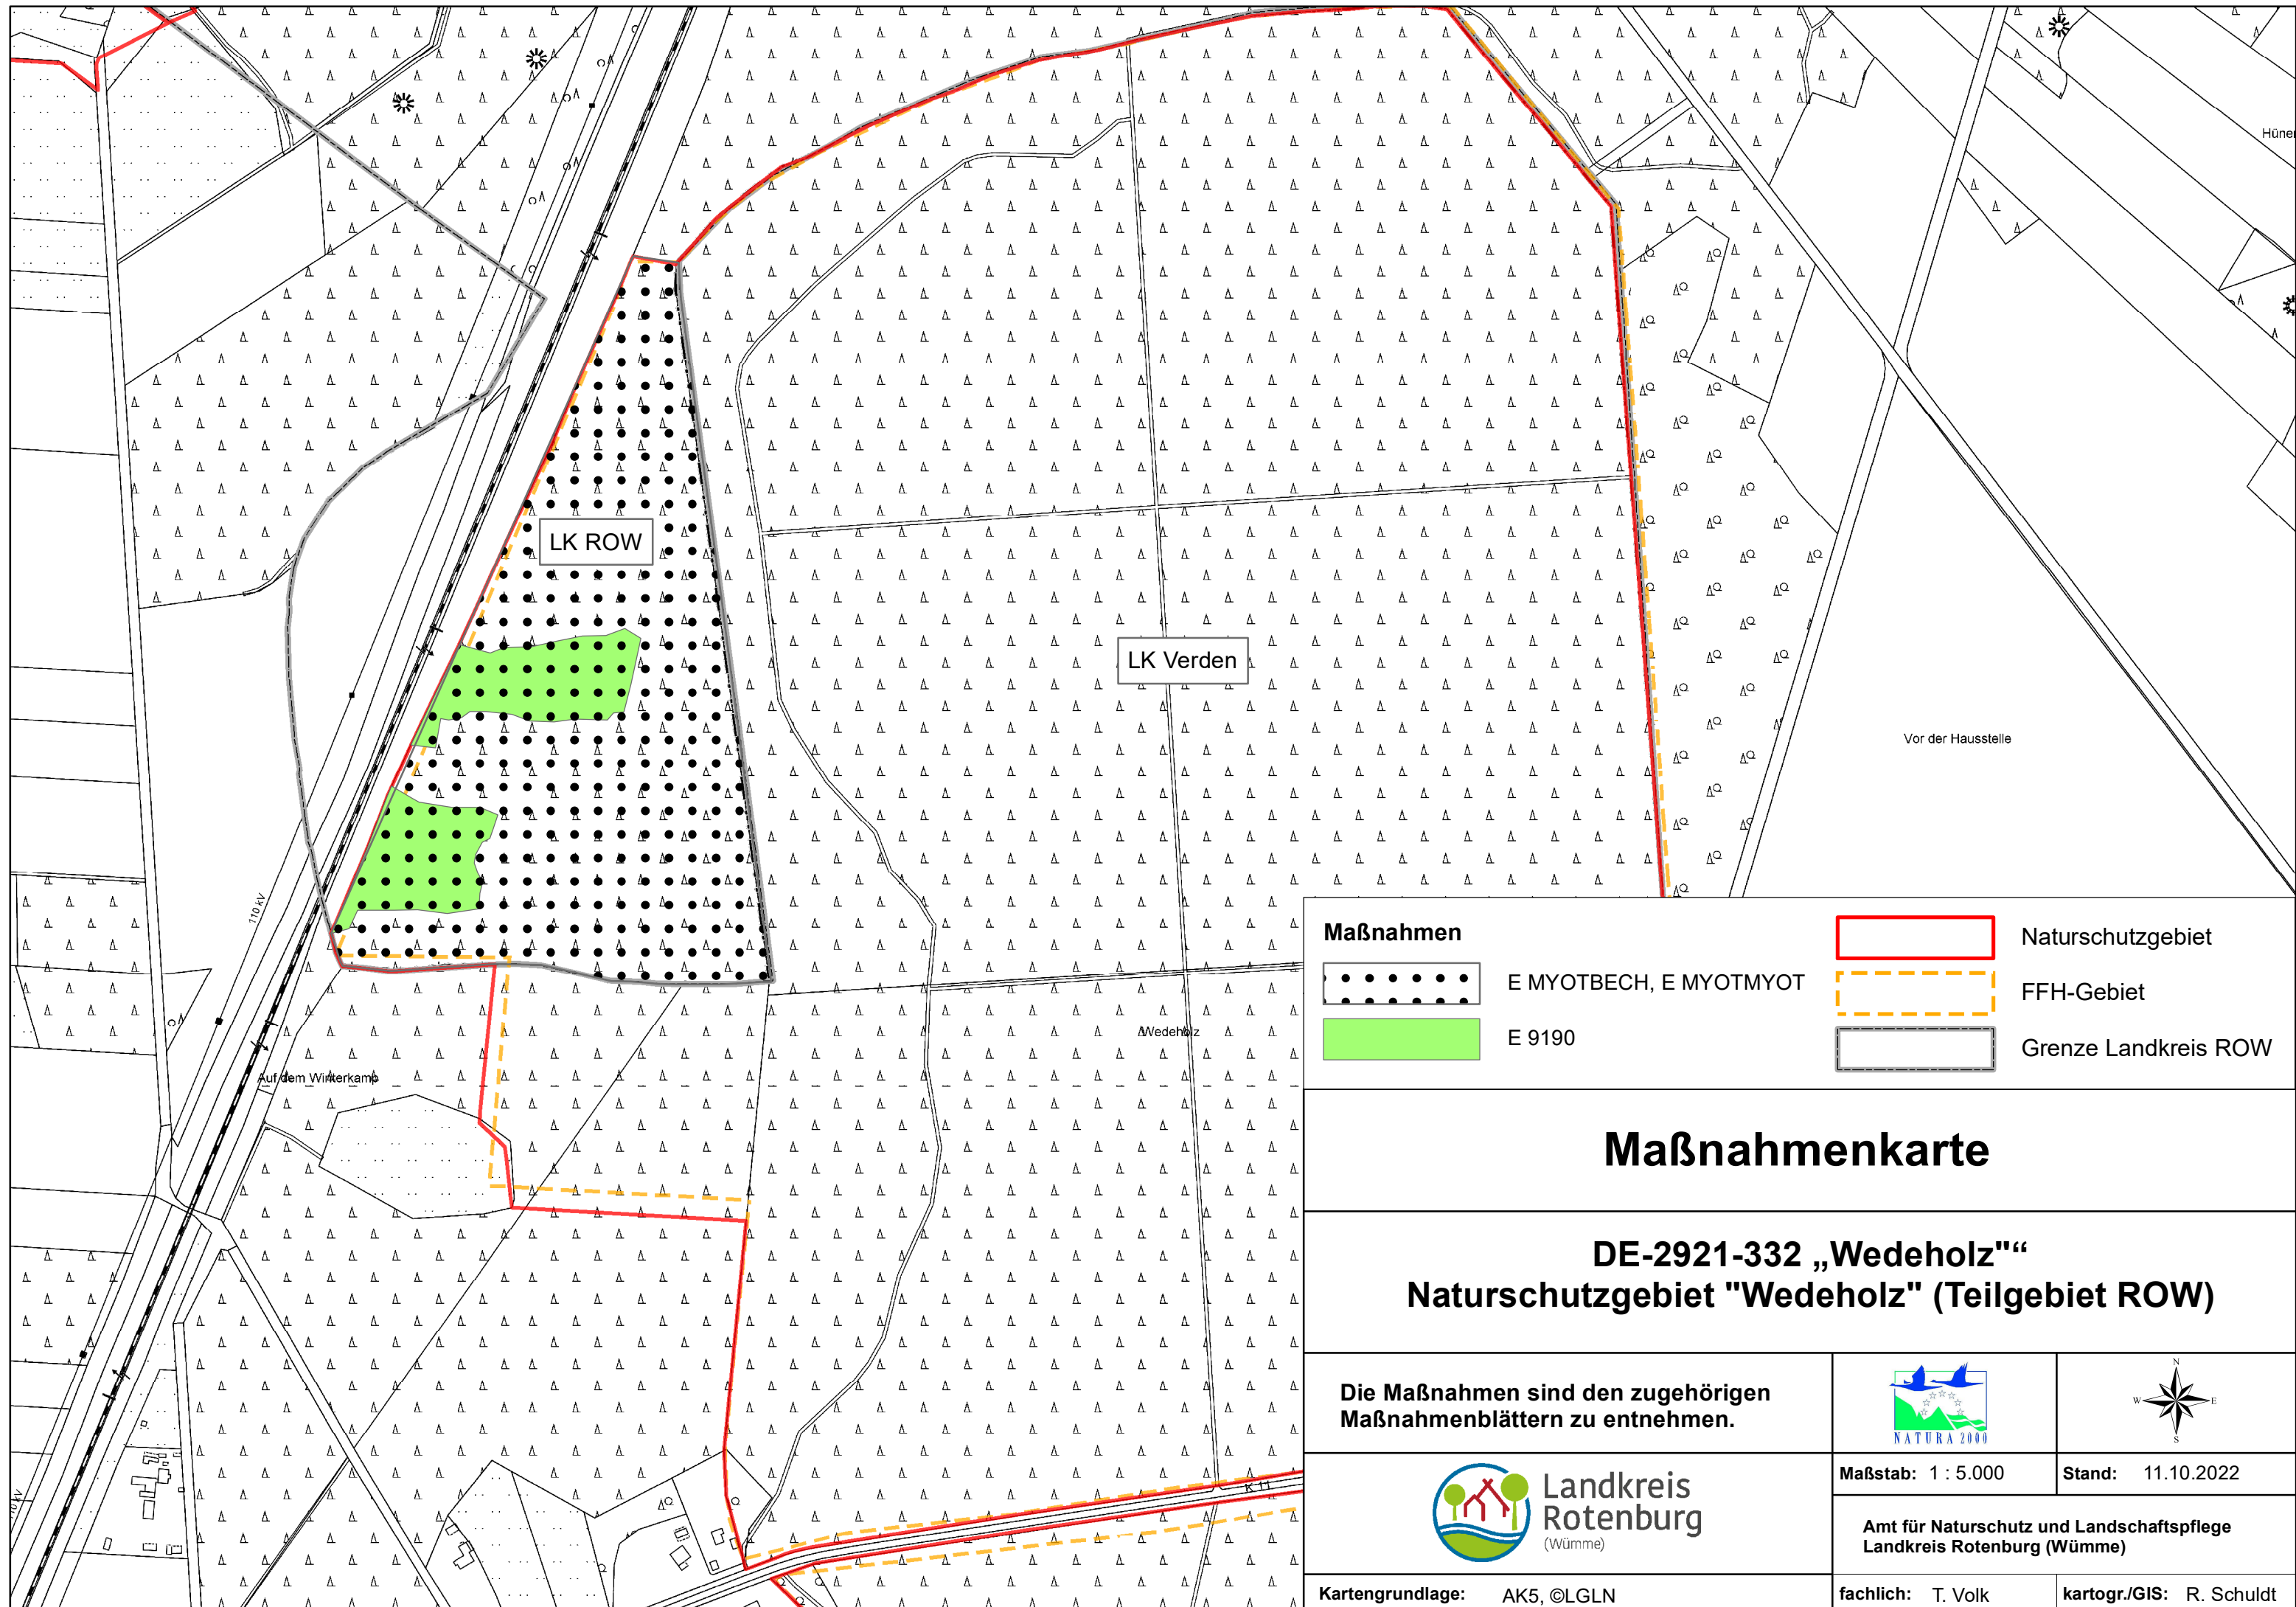 Hüner
LK ROW
LK Verden
Vor der Hausstelle
110 kV
Wedeholz
Auf dem Winterkamp
K 11
Maßnahmen
E MYOTBECH, E MYOTMYOT
E 9190
Naturschutzgebiet
FFH-Gebiet
Grenze Landkreis ROW
Maßnahmenkarte
DE-2921-332 „Wedeholz"“
Naturschutzgebiet "Wedeholz" (Teilgebiet ROW)
Die Maßnahmen sind den zugehörigen
Maßnahmenblättern zu entnehmen.
NATURA 2000
N
W
E
S
Landkreis
Rotenburg
(Wümme)
Maßstab: 1 : 5.000
Stand: 11.10.2022
Amt für Naturschutz und Landschaftspflege
Landkreis Rotenburg (Wümme)
Kartengrundlage: AK5, ©LGLN
fachlich: T. Volk
kartogr./GIS: R. Schuldt